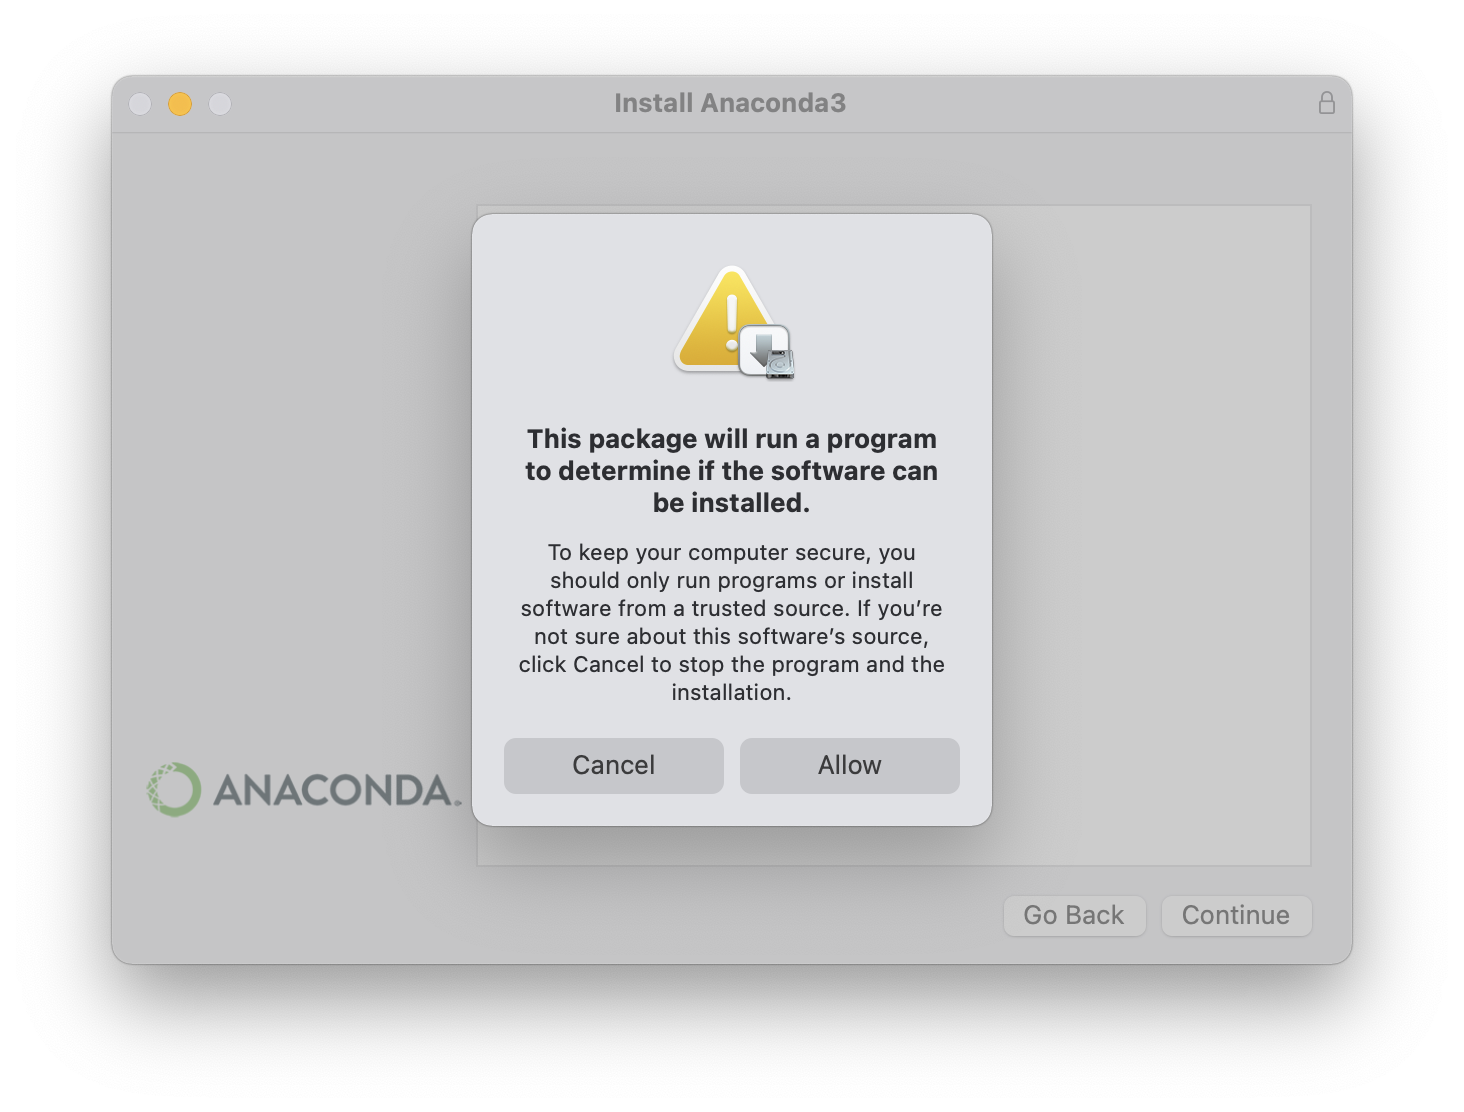 Install Anaconda3
This package will run a program
to determine if the software can
be installed.
To keep your computer secure, you
should only run programs or install
software from a trusted source. If you’re
not sure about this software’s source,
click Cancel to stop the program and the
installation.
Cancel
Allow
ANACONDA.
Go Back
Continue